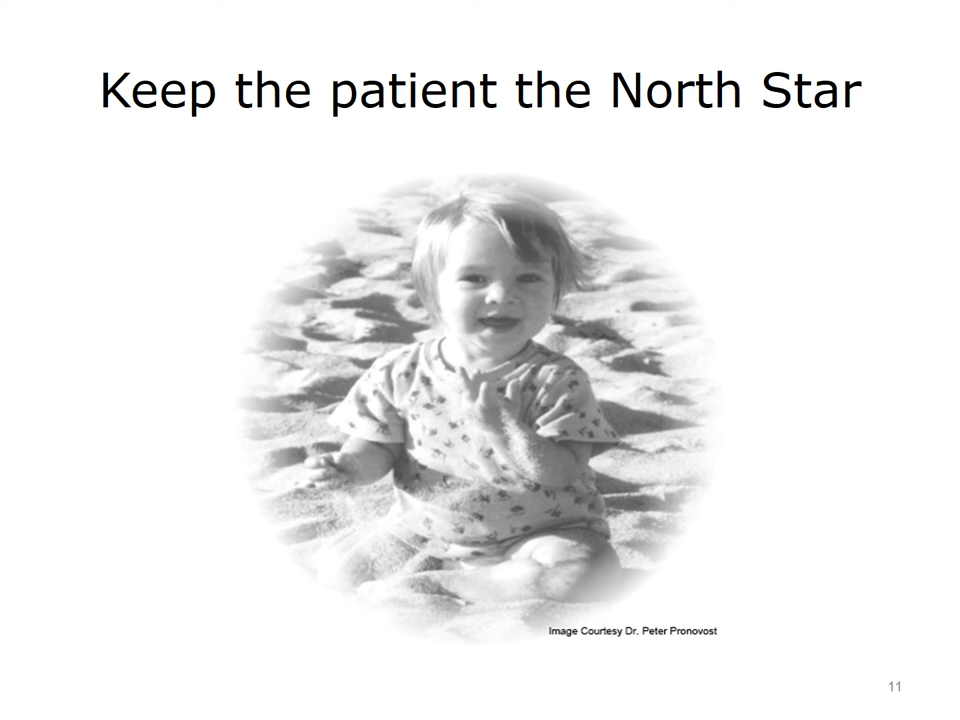 Keep the patient the North Star
Image Courtesy Dr. Peter Pronovost
11